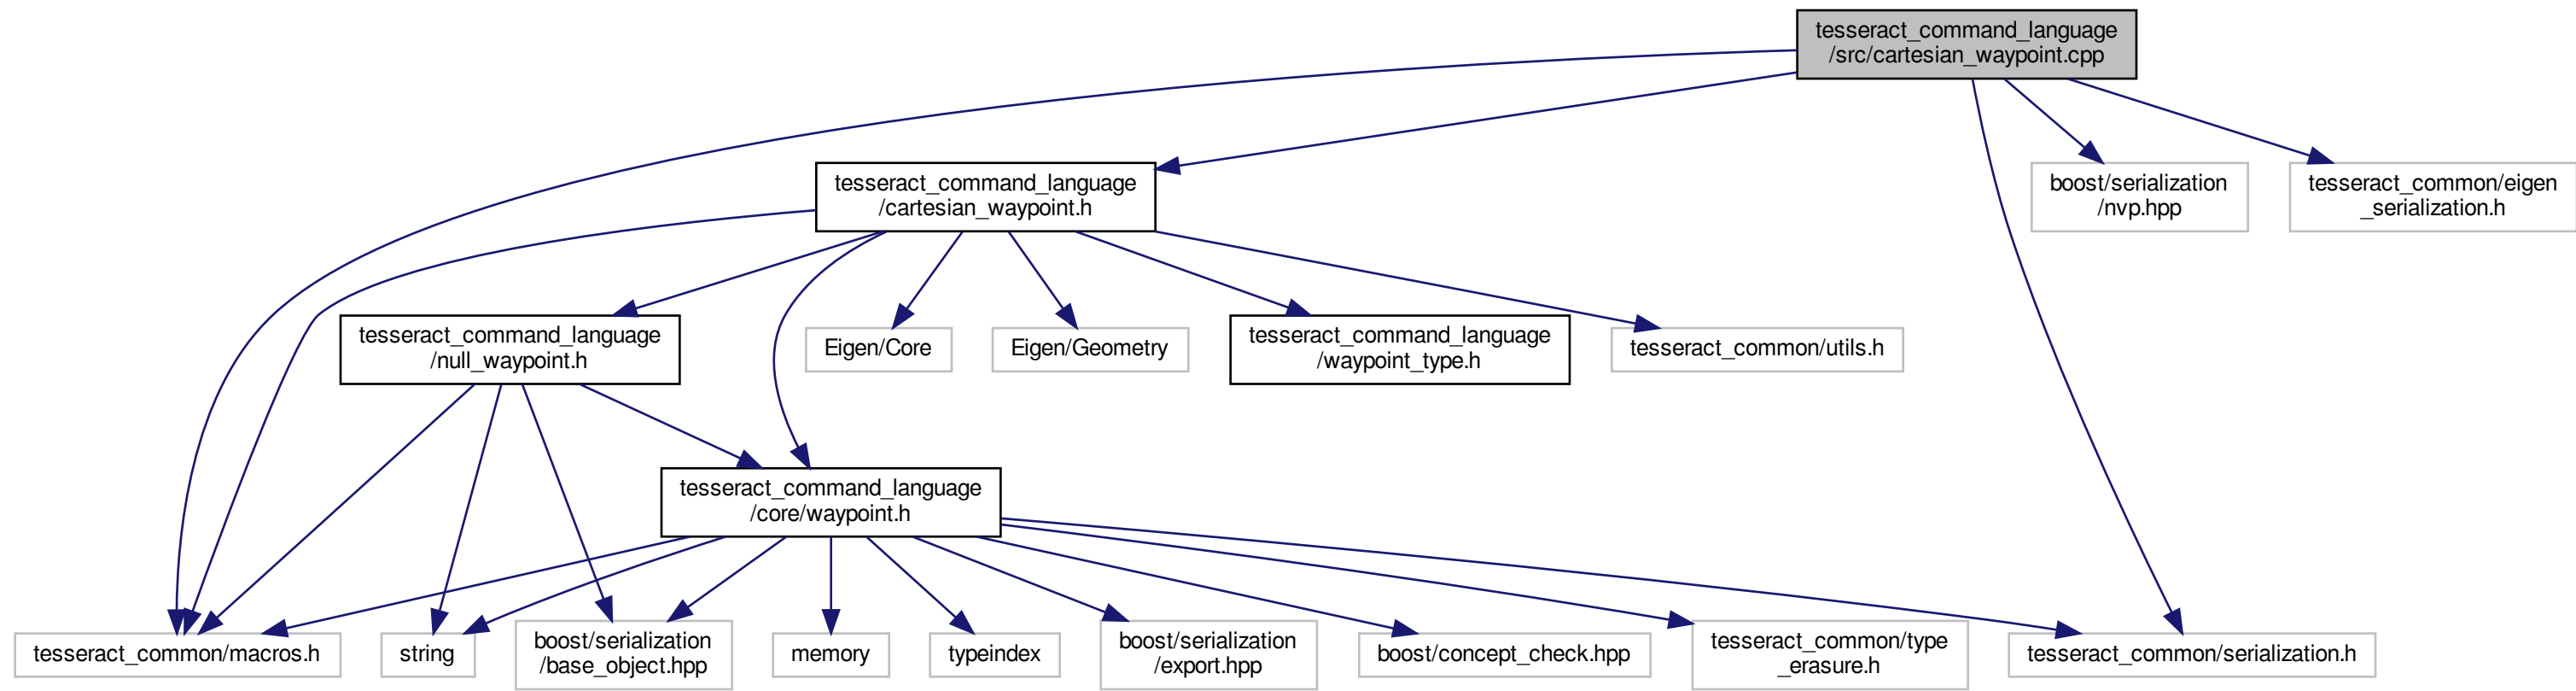 tesseract_command_language
/src/cartesian_waypoint.cpp
tesseract_command_language
/cartesian_waypoint.h
boost/serialization
/nvp.hpp
tesseract_common/eigen
_serialization.h
tesseract_command_language
/null_waypoint.h
Eigen/Core
Eigen/Geometry
tesseract_command_language
/waypoint_type.h
tesseract_common/utils.h
tesseract_command_language
/core/waypoint.h
tesseract_common/macros.h
string
boost/serialization
/base_object.hpp
memory
typeindex
boost/serialization
/export.hpp
boost/concept_check.hpp
tesseract_common/type
_erasure.h
tesseract_common/serialization.h